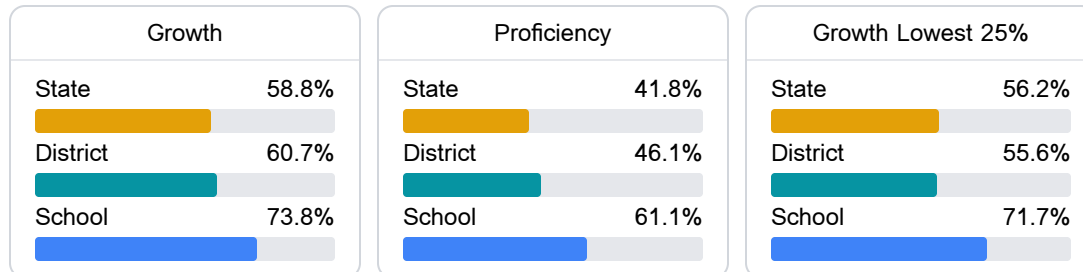 Growth
State 58.8%
District 60.7%
School 73.8%
Proficiency
State 41.8%
District 46.1%
School 61.1%
Growth Lowest 25%
State 56.2%
District 55.6%
School 71.7%